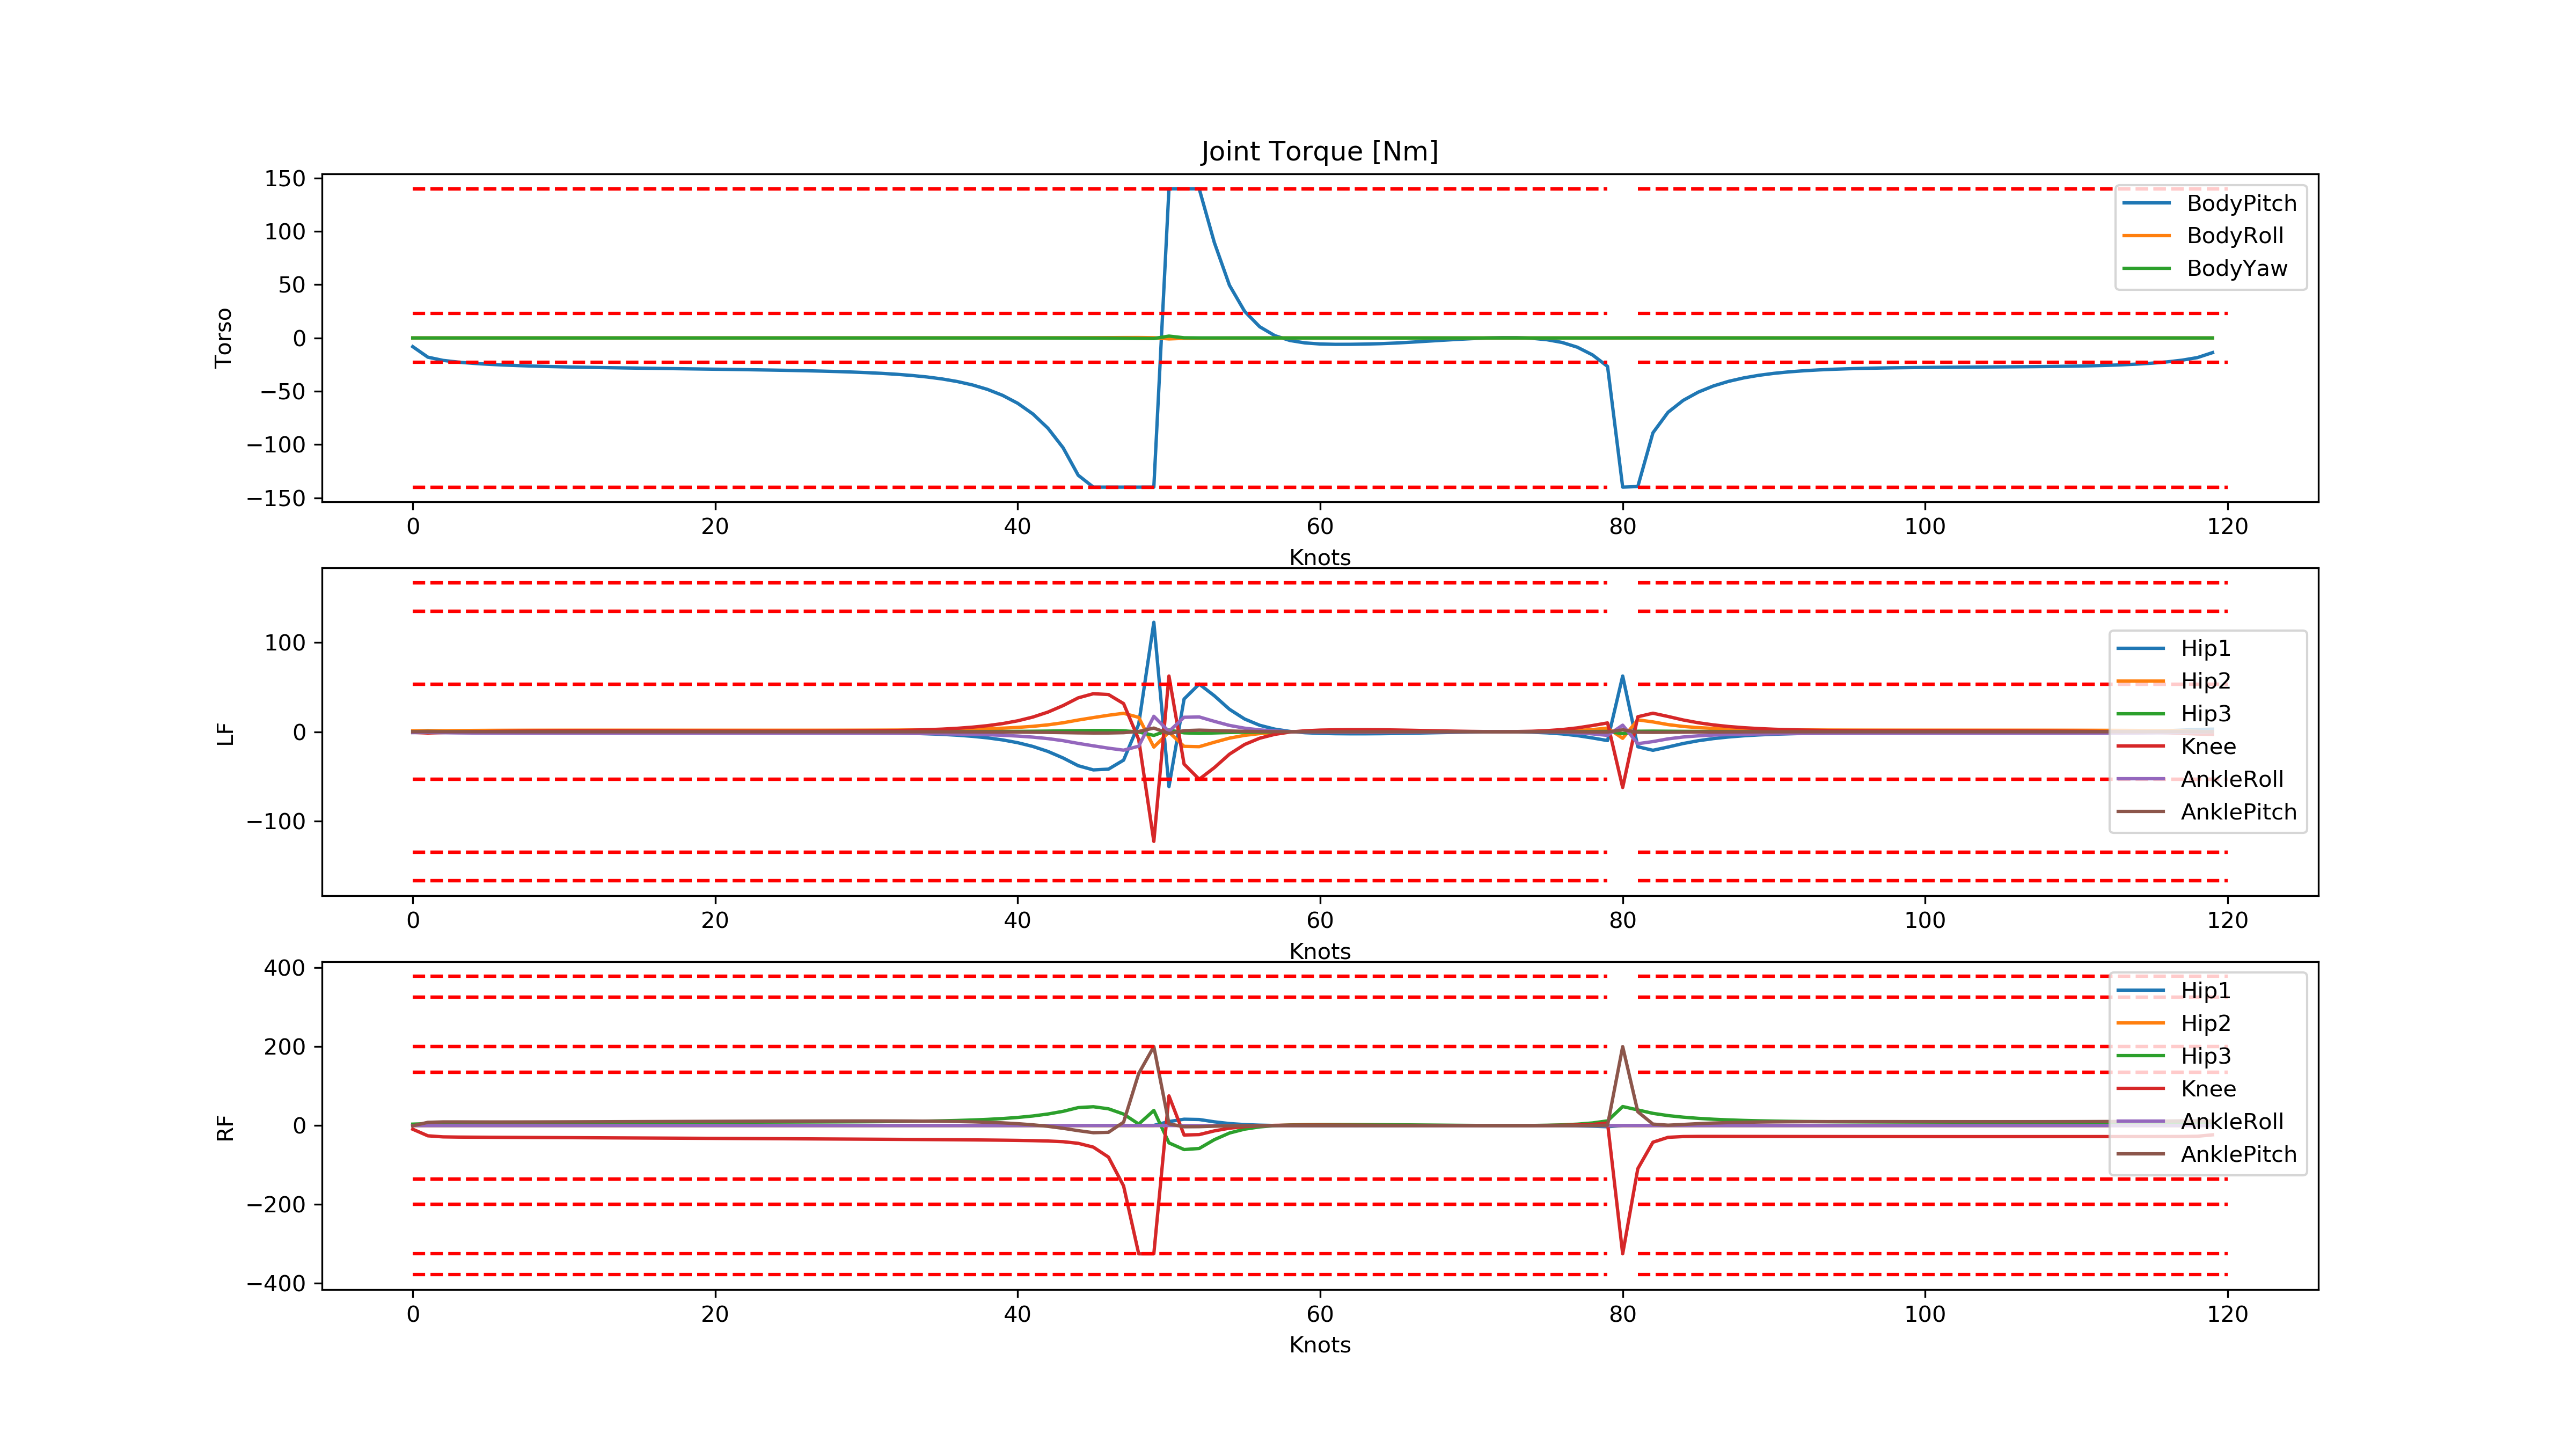 Joint Torque [Nm]
150
100
50
0
−50
−100
−150
Torso
BodyPitch
BodyRoll
BodyYaw
0 20 40 60 80 100 120
Knots
100
0
−100
LF
Hip1
Hip2
Hip3
Knee
AnkleRoll
AnklePitch
0 20 40 60 80 100 120
Knots
400
200
0
−200
−400
RF
Hip1
Hip2
Hip3
Knee
AnkleRoll
AnklePitch
0 20 40 60 80 100 120
Knots